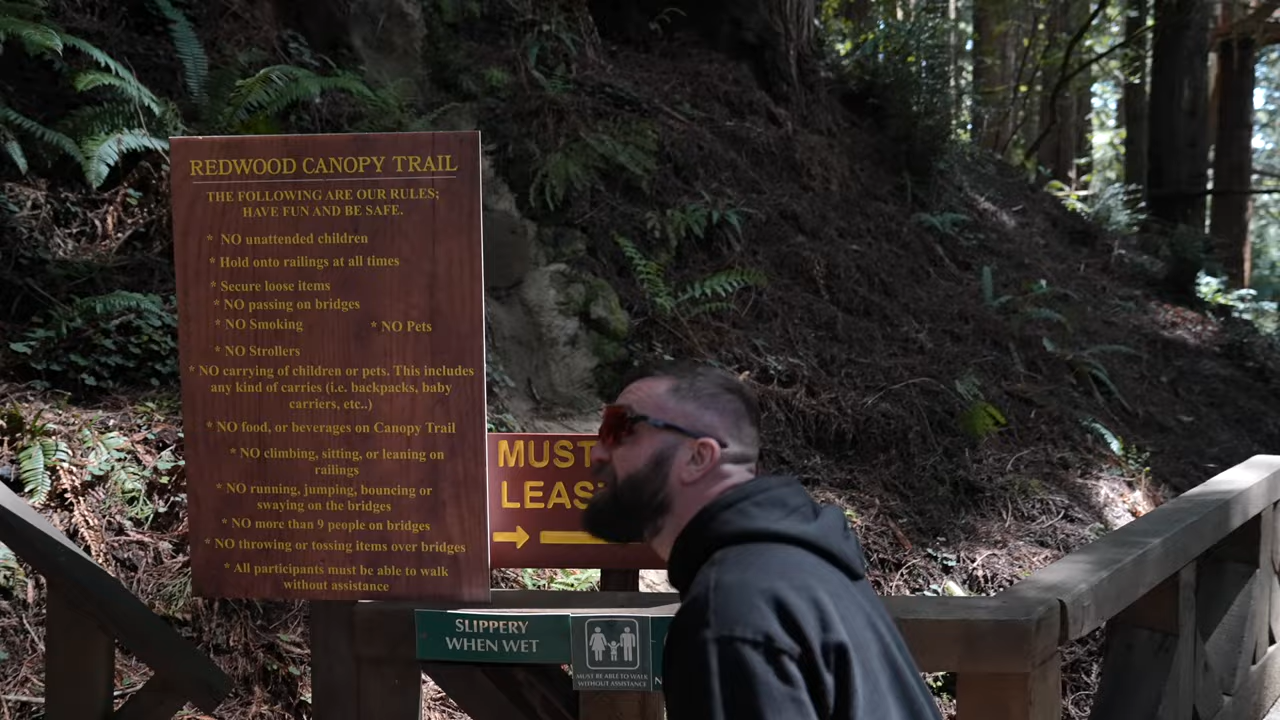 REDWOOD CANOPY TRAIL
THE FOLLOWING ARE OUR RULES;
HAVE FUN AND BE SAFE.
* NO unattended children
* Hold onto railings at all times
* Secure loose items
* NO passing on bridges
* NO Smoking * NO Pets
* NO Strollers
* NO carrying of children or pets. This includes
any kind of carries (i.e. backpacks, baby
carriers, etc..)
* NO food, or beverages on Canopy Trail
* NO climbing, sitting, or leaning on
railings
* NO running, jumping, bouncing or
swaying on the bridges
* NO more than 9 people on bridges
* NO throwing or tossing items over bridges
* All participants must be able to walk
without assistance
MUST
LEAS
SLIPPERY
WHEN WET
MUST BE ABLE TO WALK
WITHOUT ASSISTANCE
N